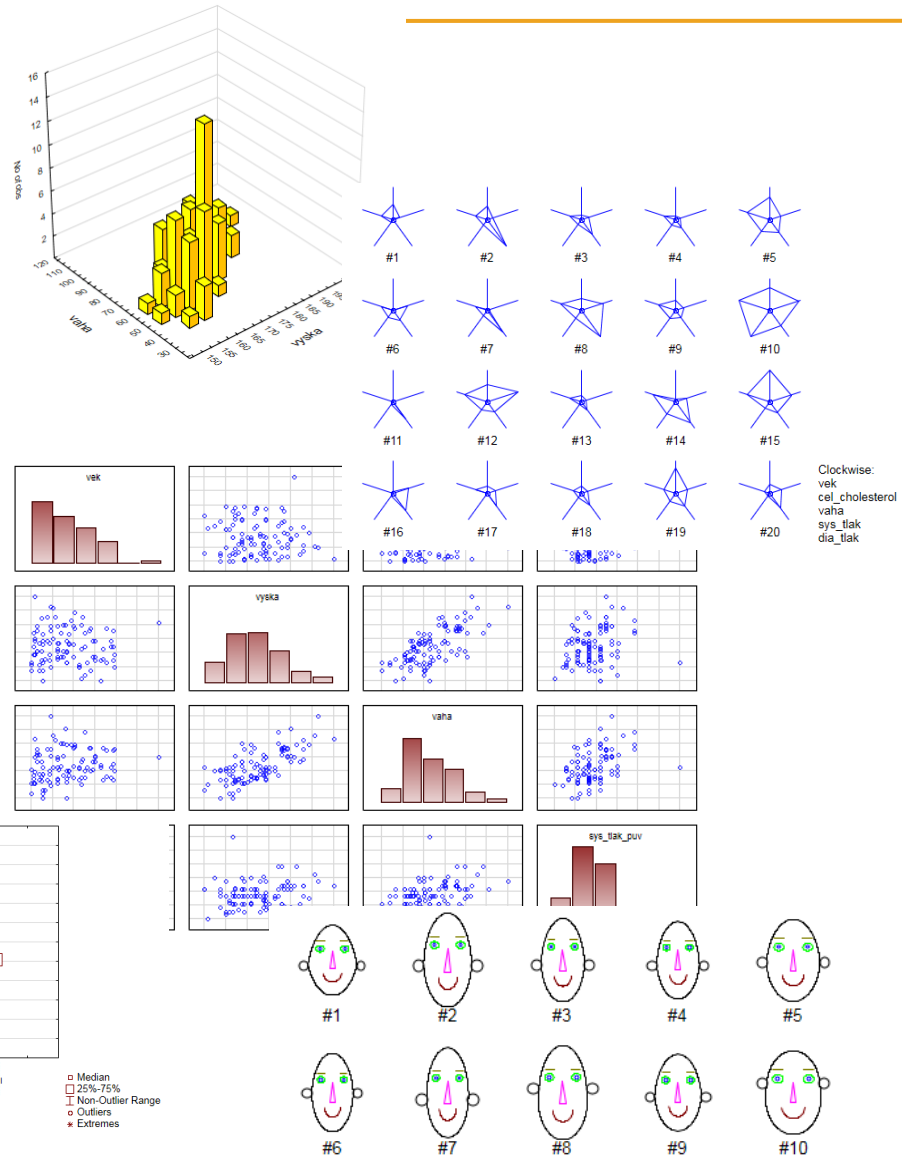 16
14
12
10
8
6
4
2
No of obs
120
110
100
90
80
70
60
50
40
30
vaha
150
155
160
165
170
175
180
185
190
vyska
#1 #2 #3 #4 #5
#6 #7 #8 #9 #10
#11 #12 #13 #14 #15
#16 #17 #18 #19 #20
Clockwise:
vek
cel_cholesterol
vaha
sys_tlak
dia_tlak
vek
vyska
vaha
sys_tlak_puv
Median
25%-75%
Non-Outlier Range
Outliers
Extremes
#1 #2 #3 #4 #5
#6 #7 #8 #9 #10